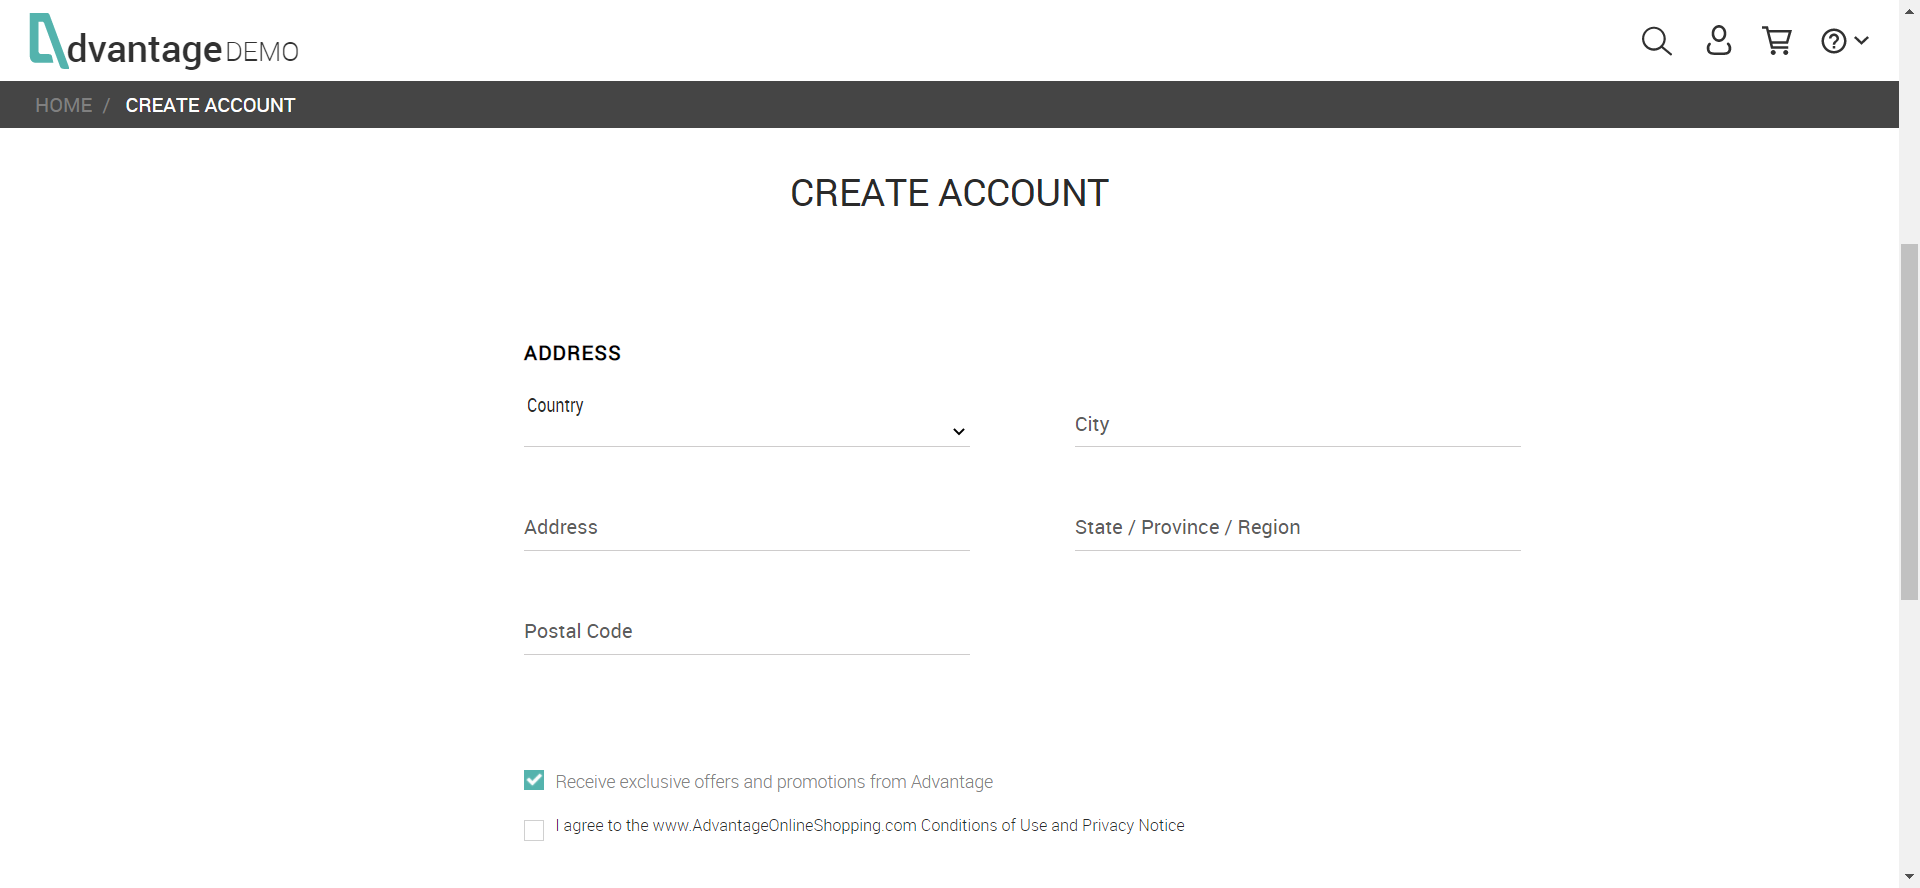 dvantage DEMO
HOME / CREATE ACCOUNT
CREATE ACCOUNT
ADDRESS
Country
City
Address
State / Province / Region
Postal Code
Receive exclusive offers and promotions from Advantage
I agree to the www.AdvantageOnlineShopping.com Conditions of Use and Privacy Notice